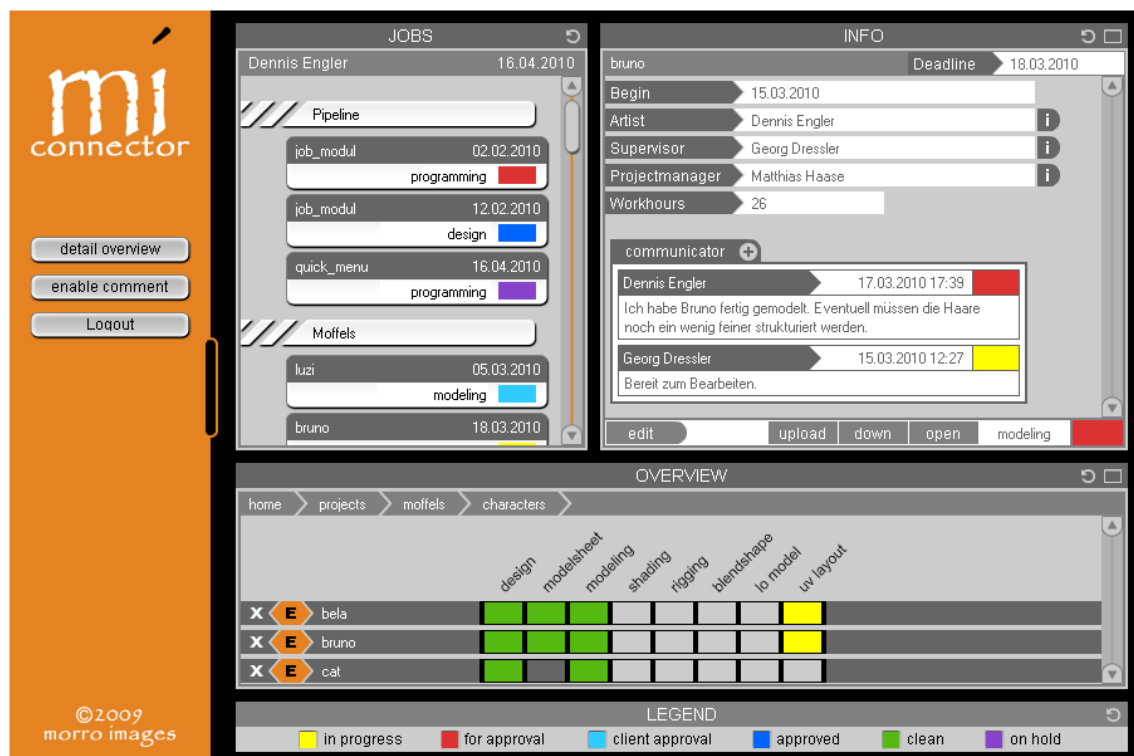 mi
connector
detail overview
enable comment
Logout
©2009
morro images
JOBS
Dennis Engler 16.04.2010
Pipeline
job_modul 02.02.2010
programming
job_modul 12.02.2010
design
quick_menu 16.04.2010
programming
Moffels
luzi 05.03.2010
modeling
bruno 18.03.2010
INFO
bruno Deadline 18.03.2010
Begin 15.03.2010
Artist Dennis Engler i
Supervisor Georg Dressler i
Projectmanager Matthias Haase i
Workhours 26
communicator +
Dennis Engler 17.03.2010 17:39
Ich habe Bruno fertig gemodelt. Eventuell müssen die Haare
noch ein wenig feiner strukturiert werden.
Georg Dressler 15.03.2010 12:27
Bereit zum Bearbeiten.
edit upload down open modeling
OVERVIEW
home projects moffels characters
design modelsheet modeling shading rigging blendshape lo model uv layout
X E bela
X E bruno
X E cat
LEGEND
in progress for approval client approval approved clean on hold